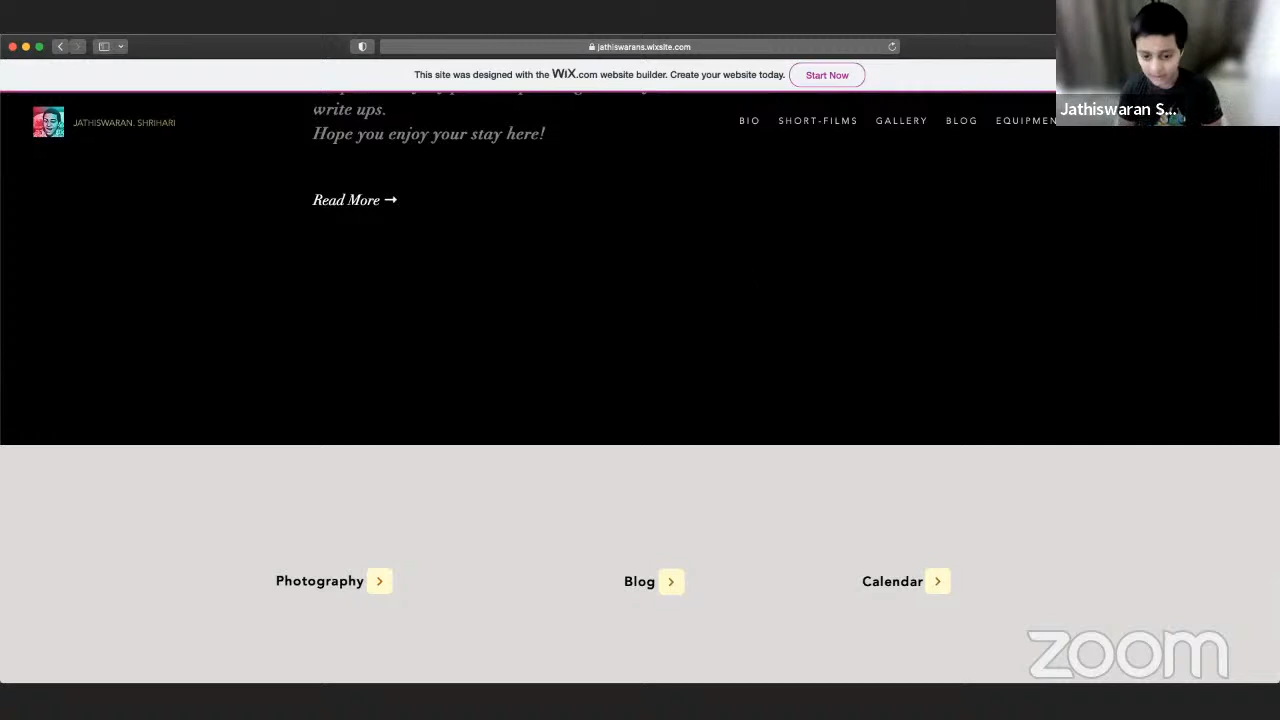 jathiswarans.wixsite.com
This site was designed with the WiX.com website builder. Create your website today. Start Now
JATHISWARAN. SHRIHARI
BIO SHORT-FILMS GALLERY BLOG EQUIPMEN
Jathiswaran S...
write ups.
Hope you enjoy your stay here!
Read More →
Photography >
Blog >
Calendar >
zoom